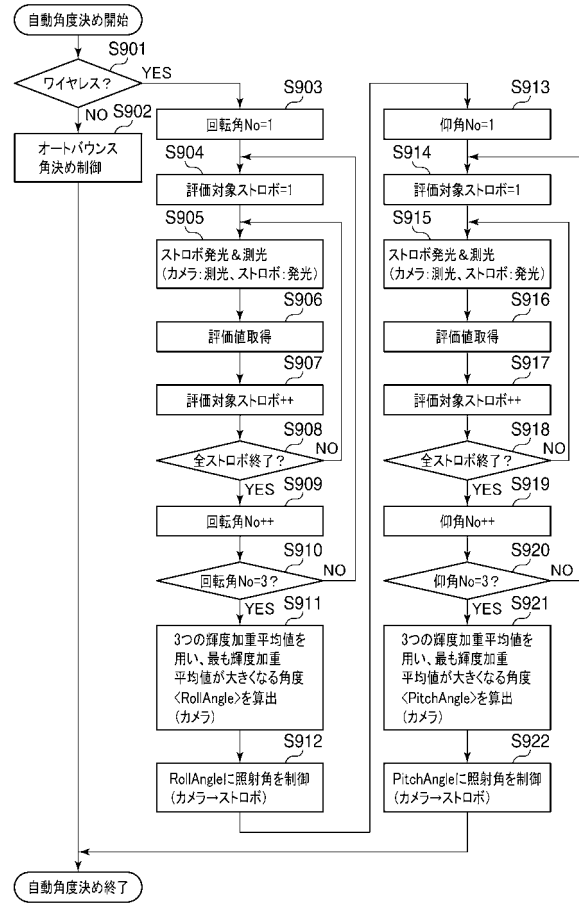 自動角度決め開始
S901
ワイヤレス?
YES
NO
S902
オートバウンス
角決め制御
S903
回転角No=1
S904
評価対象ストロボ=1
S905
ストロボ発光&測光
(カメラ:測光、ストロボ:発光)
S906
評価値取得
S907
評価対象ストロボ++
S908
全ストロボ終了?
NO
YES
S909
回転角No++
S910
回転角No=3?
NO
YES
S911
3つの輝度加重平均値を
用い、最も輝度加重
平均値が大きくなる角度
<RollAngle>を算出
(カメラ)
S912
RollAngleに照射角を制御
(カメラ→ストロボ)
S913
仰角No=1
S914
評価対象ストロボ=1
S915
ストロボ発光&測光
(カメラ:測光、ストロボ:発光)
S916
評価値取得
S917
評価対象ストロボ++
S918
全ストロボ終了?
NO
YES
S919
仰角No++
S920
仰角No=3?
NO
YES
S921
3つの輝度加重平均値を
用い、最も輝度加重
平均値が大きくなる角度
<PitchAngle>を算出
(カメラ)
S922
PitchAngleに照射角を制御
(カメラ→ストロボ)
自動角度決め終了